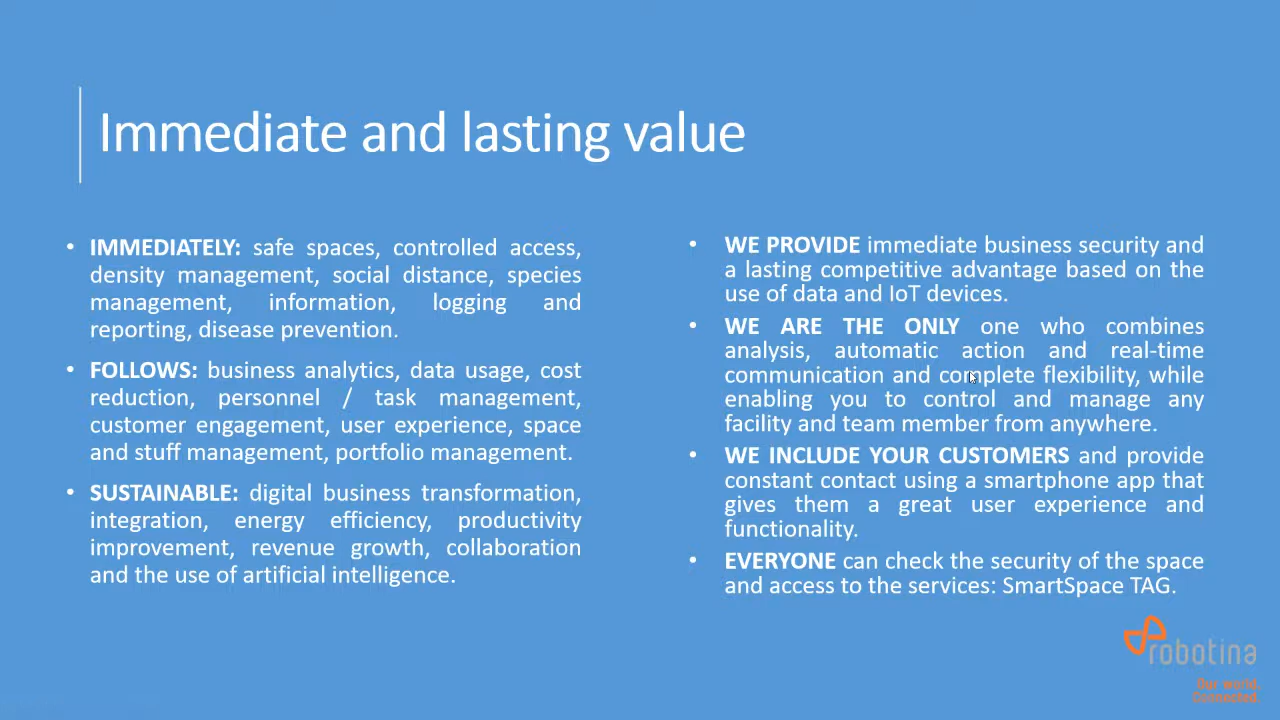 Immediate and lasting value
• IMMEDIATELY: safe spaces, controlled access,
density management, social distance, species
management, information, logging and
reporting, disease prevention.
• FOLLOWS: business analytics, data usage, cost
reduction, personnel / task management,
customer engagement, user experience, space
and stuff management, portfolio management.
• SUSTAINABLE: digital business transformation,
integration, energy efficiency, productivity
improvement, revenue growth, collaboration
and the use of artificial intelligence.
• WE PROVIDE immediate business security and
a lasting competitive advantage based on the
use of data and IoT devices.
• WE ARE THE ONLY one who combines
analysis, automatic action and real-time
communication and complete flexibility, while
enabling you to control and manage any
facility and team member from anywhere.
• WE INCLUDE YOUR CUSTOMERS and provide
constant contact using a smartphone app that
gives them a great user experience and
functionality.
• EVERYONE can check the security of the space
and access to the services: SmartSpace TAG.
robotina
Our world.
Connected.